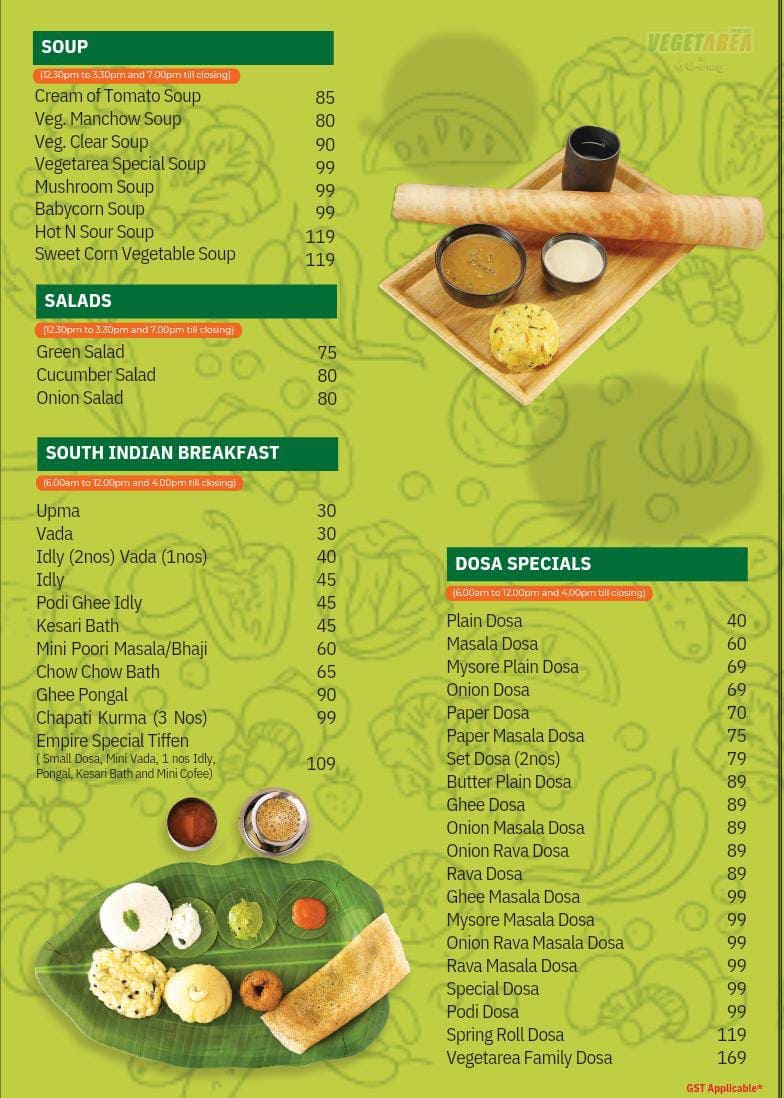 SOUP
(12.30pm to 3.30pm and 7.00pm till closing)
Cream of Tomato Soup 85
Veg. Manchow Soup 80
Veg. Clear Soup 90
Vegetarea Special Soup 99
Mushroom Soup 99
Babycorn Soup 99
Hot N Sour Soup 119
Sweet Corn Vegetable Soup 119
SALADS
(12.30pm to 3.30pm and 7.00pm till closing)
Green Salad 75
Cucumber Salad 80
Onion Salad 80
SOUTH INDIAN BREAKFAST
(6.00am to 12.00pm and 4.00pm till closing)
Upma 30
Vada 30
Idly (2nos) Vada (1nos) 40
Idly 45
Podi Ghee Idly 45
Kesari Bath 45
Mini Poori Masala/Bhaji 60
Chow Chow Bath 65
Ghee Pongal 90
Chapati Kurma (3 Nos) 99
Empire Special Tiffen
( Small Dosa, Mini Vada, 1 nos Idly,
Pongal, Kesari Bath and Mini Cofee) 109
VEGETAREA
DOSA SPECIALS
(6.00am to 12.00pm and 4.00pm till closing)
Plain Dosa 40
Masala Dosa 60
Mysore Plain Dosa 69
Onion Dosa 69
Paper Dosa 70
Paper Masala Dosa 75
Set Dosa (2nos) 79
Butter Plain Dosa 89
Ghee Dosa 89
Onion Masala Dosa 89
Onion Rava Dosa 89
Rava Dosa 89
Ghee Masala Dosa 99
Mysore Masala Dosa 99
Onion Rava Masala Dosa 99
Rava Masala Dosa 99
Special Dosa 99
Podi Dosa 99
Spring Roll Dosa 119
Vegetarea Family Dosa 169
GST Applicable*